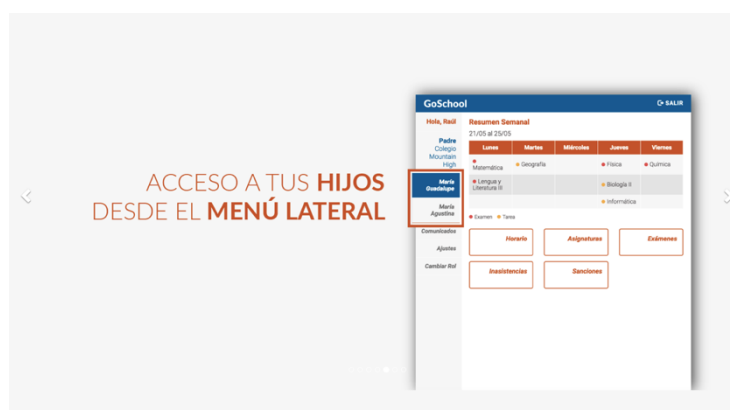 ACCESO A TUS HIJOS
DESDE EL MENÚ LATERAL
GoSchool
SALIR
Hola, Raúl
Padre
Colegio
Mountain
High
María
Guadalupe
María
Agustina
Comunicados
Ajustes
Cambiar Rol
Resumen Semanal
21/05 al 25/05
Lunes Martes Miércoles Jueves Viernes
Matemática Geografía Física Química
Lengua y
Literatura III Biología II
Informática
Examen Tarea
Horario Asignaturas Exámenes
Inasistencias Sanciones